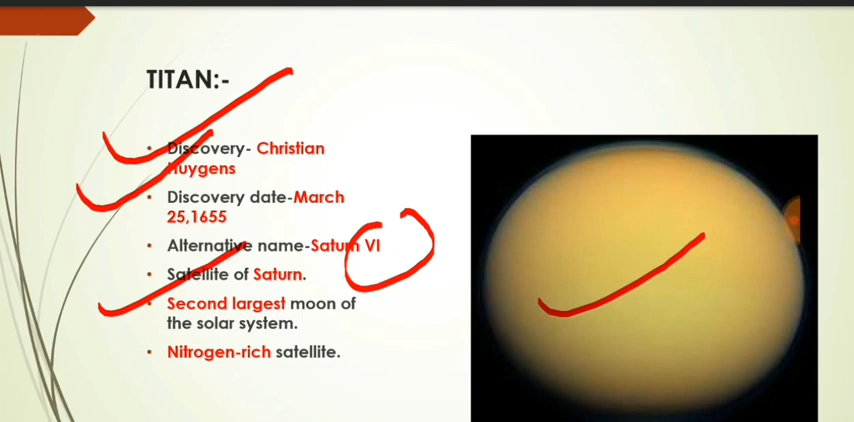 TITAN:-
• Discovery- Christian
Huygens
• Discovery date-March
25,1655
• Alternative name-Saturn VI
• Satellite of Saturn.
• Second largest moon of
the solar system.
• Nitrogen-rich satellite.